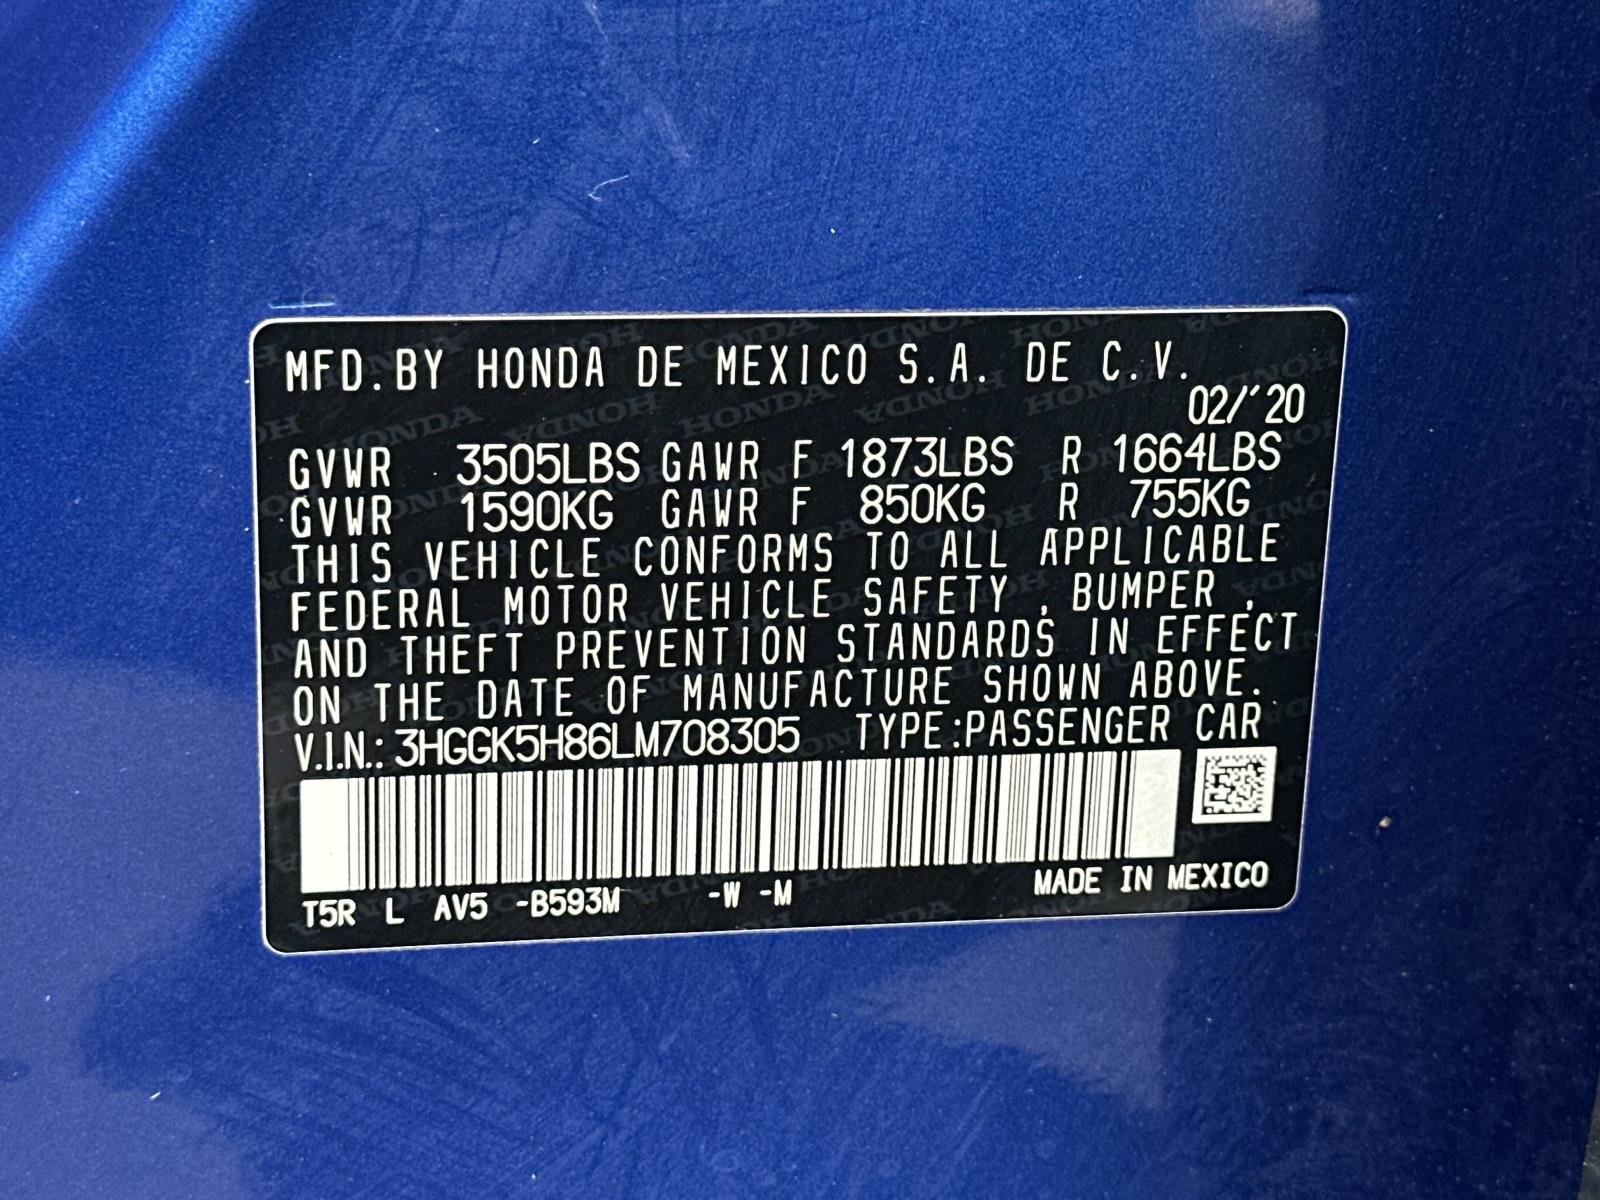 MFD.BY HONDA DE MEXICO S.A. DE C.V.
02/'20
GVWR 3505LBS GAWR F 1873LBS R 1664LBS
GVWR 1590KG GAWR F 850KG R 755KG
THIS VEHICLE CONFORMS TO ALL APPLICABLE
FEDERAL MOTOR VEHICLE SAFETY , BUMPER ,
AND THEFT PREVENTION STANDARDS IN EFFECT
ON THE DATE OF MANUFACTURE SHOWN ABOVE.
V.I.N.: 3HGGK5H86LM708305 TYPE:PASSENGER CAR
T5R L AV5 -B593M -W -M MADE IN MEXICO